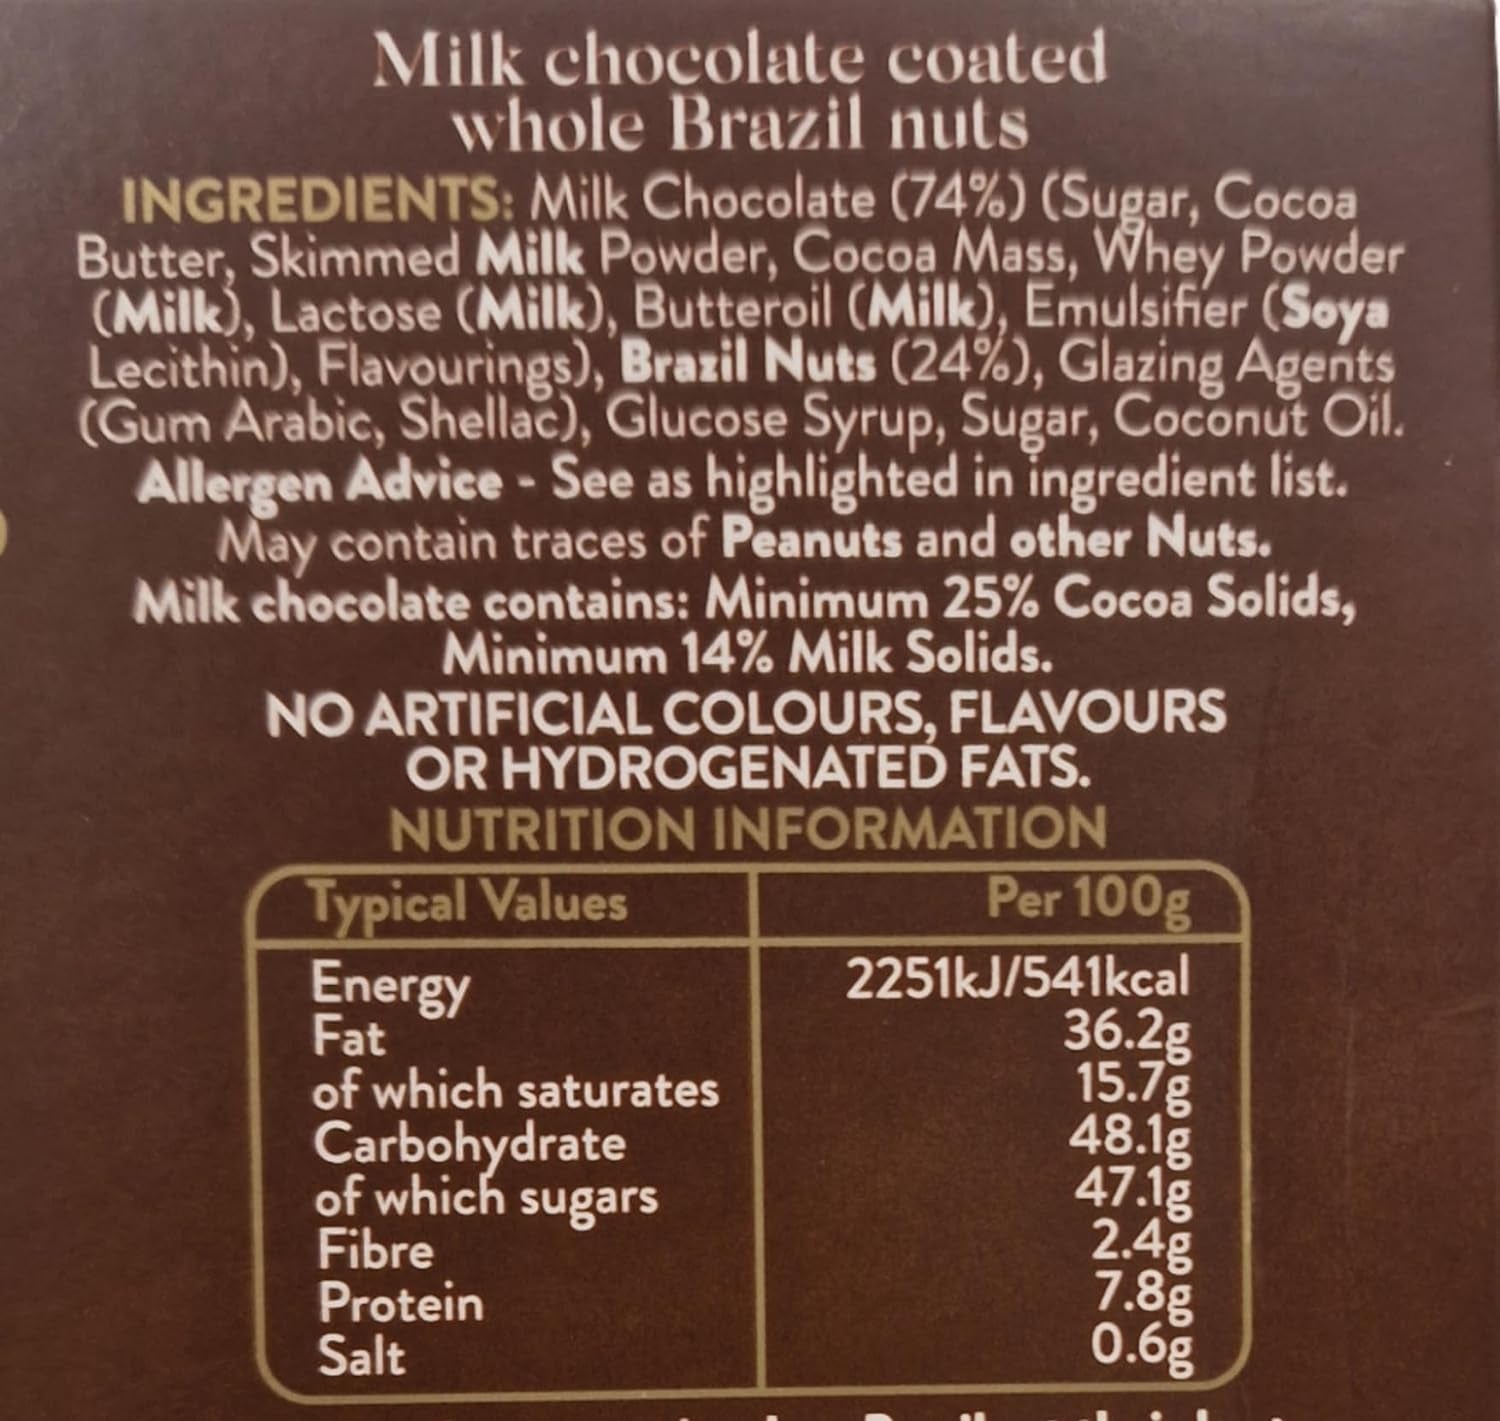 Milk chocolate coated
whole Brazil nuts
INGREDIENTS: Milk Chocolate (74%) (Sugar, Cocoa
Butter, Skimmed Milk Powder, Cocoa Mass, Whey Powder
(Milk), Lactose (Milk), Butteroil (Milk), Emulsifier (Soya
Lecithin), Flavourings), Brazil Nuts (24%), Glazing Agents
(Gum Arabic, Shellac), Glucose Syrup, Sugar, Coconut Oil.
Allergen Advice - See as highlighted in ingredient list.
May contain traces of Peanuts and other Nuts.
Milk chocolate contains: Minimum 25% Cocoa Solids,
Minimum 14% Milk Solids.
NO ARTIFICIAL COLOURS, FLAVOURS
OR HYDROGENATED FATS.
NUTRITION INFORMATION
Typical Values Per 100g
Energy 2251kJ/541kcal
Fat 36.2g
of which saturates 15.7g
Carbohydrate 48.1g
of which sugars 47.1g
Fibre 2.4g
Protein 7.8g
Salt 0.6g